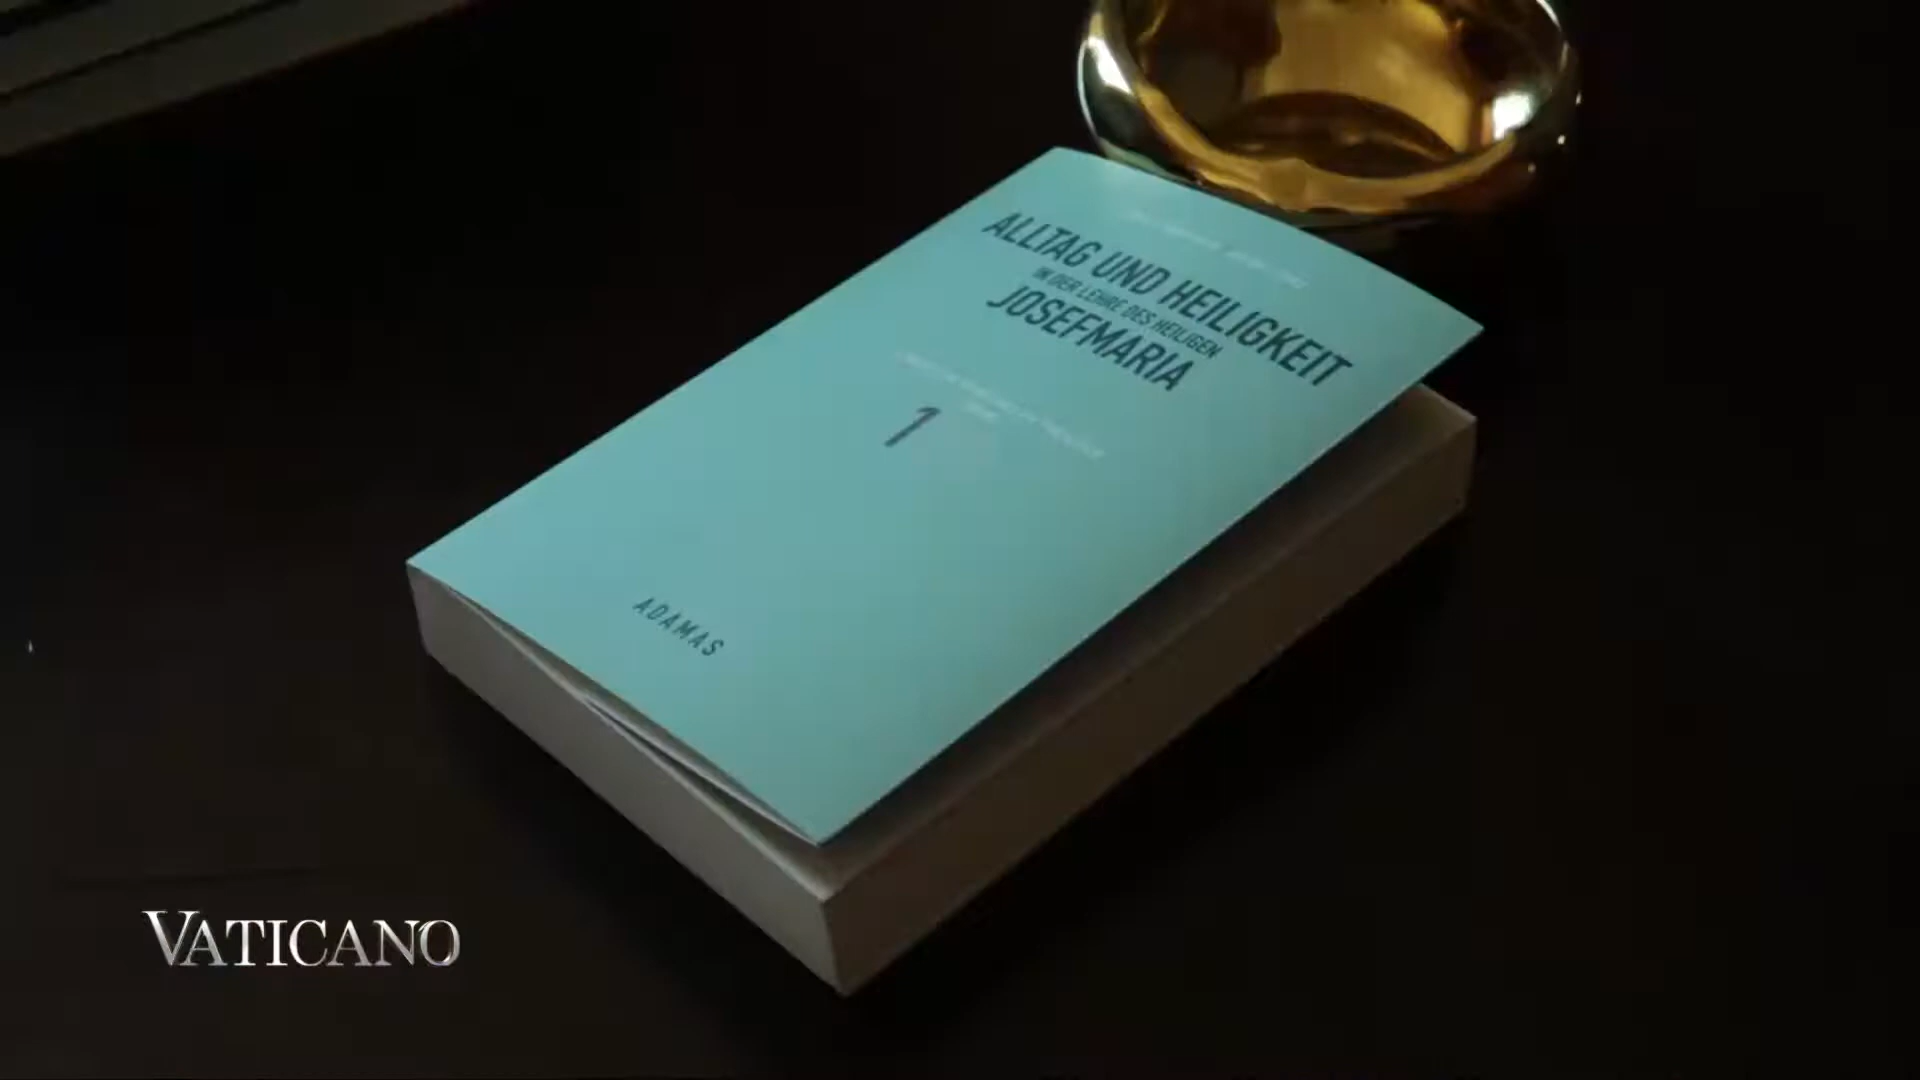 ALLTAG UND HEILIGKEIT
IN DER LEHRE DES HEILIGEN
JOSEFMARIA
1
ADAMAS
VATICANO